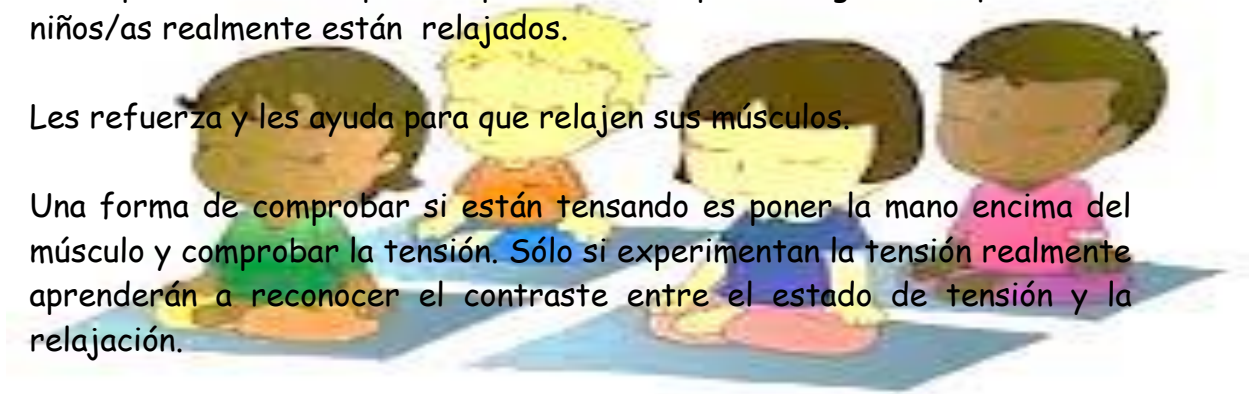 niños/as realmente están relajados.
Les refuerza y les ayuda para que relajen sus músculos.
Una forma de comprobar si están tensando es poner la mano encima del
músculo y comprobar la tensión. Sólo si experimentan la tensión realmente
aprenderán a reconocer el contraste entre el estado de tensión y la
relajación.